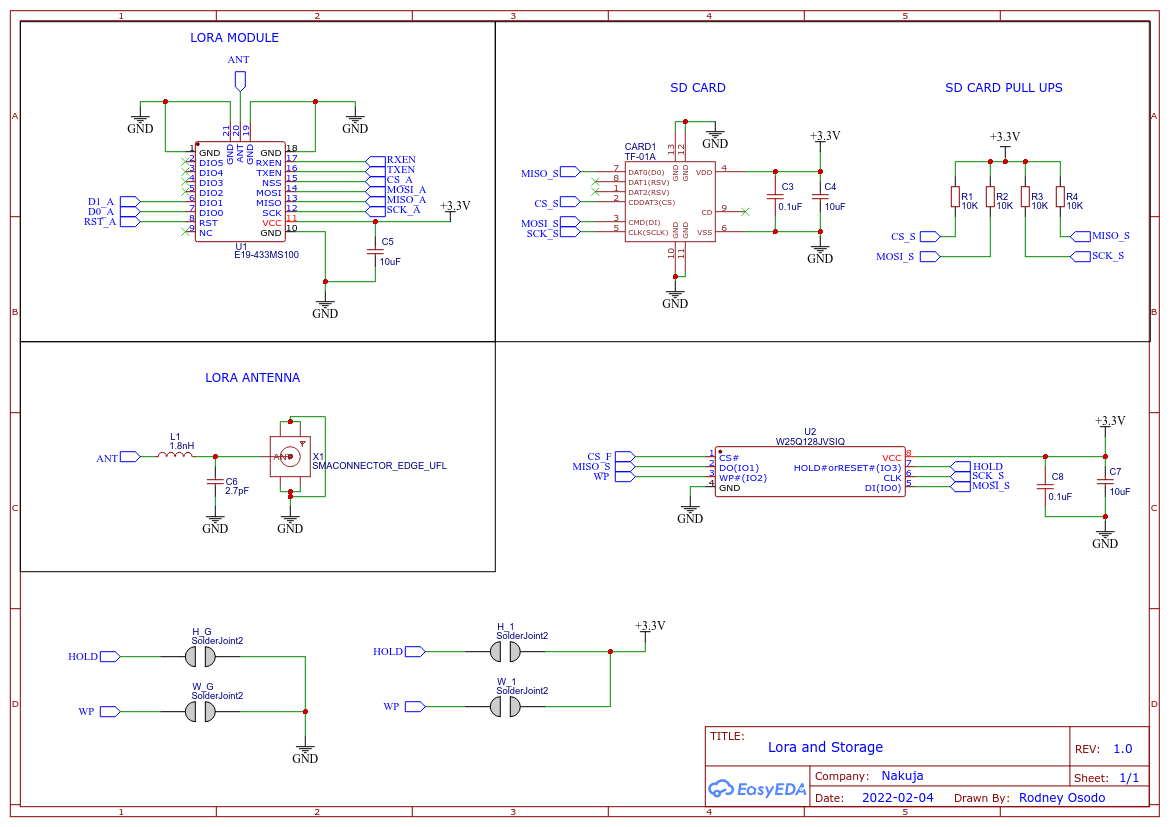 1 2 3 4 5
A
B
C
D
A
B
C
D
1 2 3 4 5
LORA MODULE
ANT
GND
GND
21 20 19
GND ANT GND
1 GND
2 DIO5
3 DIO4
4 DIO3
5 DIO2
D1_A 6 DIO1
D0_A 7 DIO0
RST_A 8 RST
9 NC
GND 18
RXEN 17 RXEN
TXEN 16 TXEN
NSS 15 CS_A
MOSI 14 MOSI_A
MISO 13 MISO_A
SCK 12 SCK_A
VCC 11
GND 10
U1
E19-433MS100
+3.3V
C5
10uF
GND
SD CARD
CARD1
TF-01A
GND
13 12
GND GND
MISO_S 7 DAT0(D0)
8 DAT1(RSV)
1 DAT2(RSV)
CS_S 2 CDDAT3(CS)
MOSI_S 3 CMD(DI)
SCK_S 5 CLK(SCLK)
VDD 4
CD 9
VSS 6
GND GND
10 11
GND
+3.3V
C3
0.1uF
C4
10uF
GND
SD CARD PULL UPS
+3.3V
R1
10K
R2
10K
R3
10K
R4
10K
CS_S
MOSI_S
MISO_S
SCK_S
LORA ANTENNA
ANT
L1
1.8nH
C6
2.7pF
GND
ANT
X1
SMACONNECTOR_EDGE_UFL
GND
U2
W25Q128JVSIQ
CS_F 1 CS#
MISO_S 2 DO(IO1)
WP 3 WP#(IO2)
4 GND
GND
VCC 8
HOLD#orRESET#(IO3) 7 HOLD
CLK 6 SCK_S
DI(IO0) 5 MOSI_S
+3.3V
C8
0.1uF
C7
10uF
GND
H_G
SolderJoint2
HOLD
W_G
SolderJoint2
WP
GND
H_1
SolderJoint2
HOLD
W_1
SolderJoint2
WP
+3.3V
TITLE:
Lora and Storage
REV: 1.0
EasyEDA
Company: Nakuja
Sheet: 1/1
Date: 2022-02-04 Drawn By: Rodney Osodo